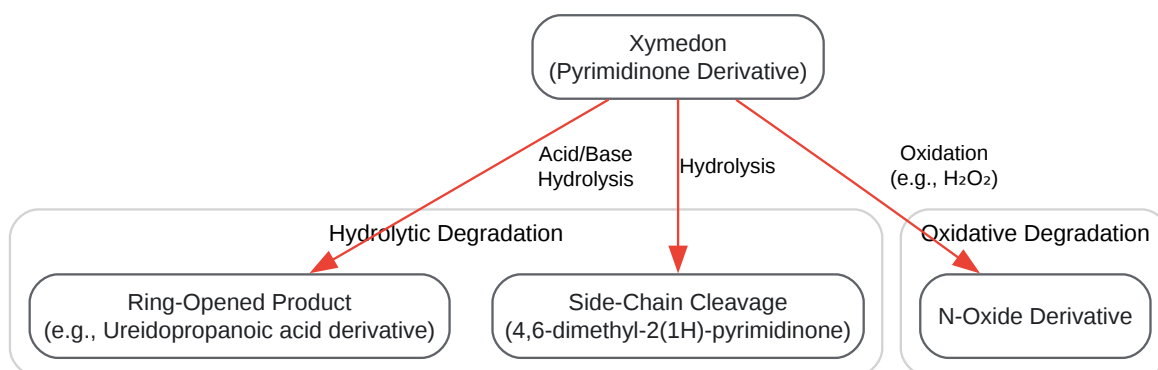 Xymedon
(Pyrimidinone Derivative)
Acid/Base
Hydrolysis
Hydrolysis
Oxidation
(e.g., H₂O₂)
Hydrolytic Degradation
Oxidative Degradation
Ring-Opened Product
(e.g., Ureidopropanoic acid derivative)
Side-Chain Cleavage
(4,6-dimethyl-2(1H)-pyrimidinone)
N-Oxide Derivative